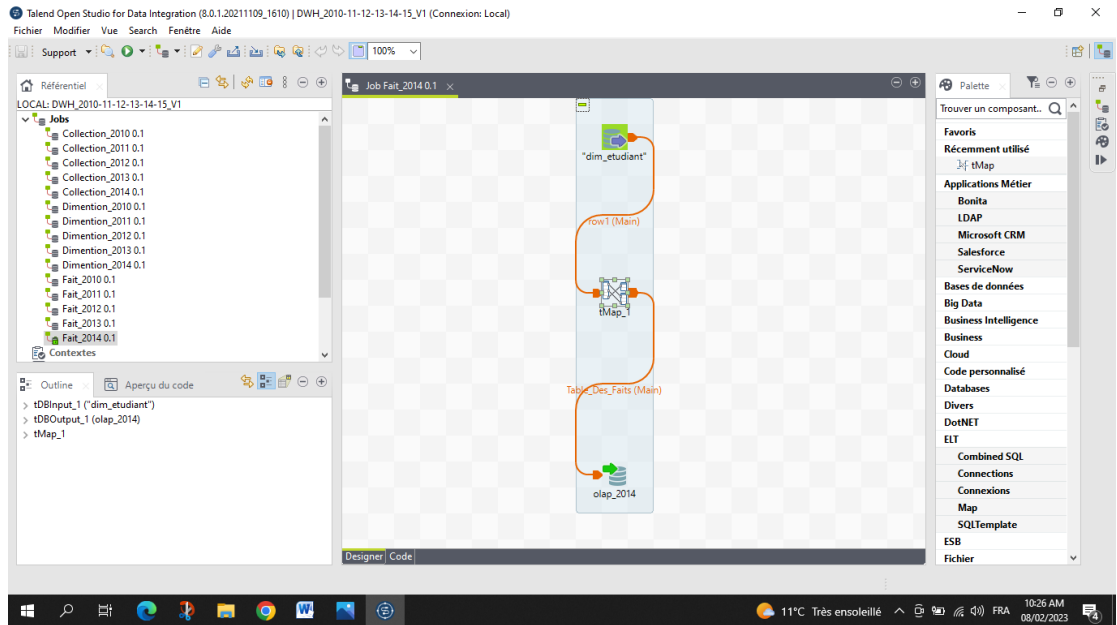 Talend Open Studio for Data Integration (8.0.1.20211109_1610) | DWH_2010-11-12-13-14-15_V1 (Connexion: Local)
Fichier Modifier Vue Search Fenêtre Aide
Support 100%
Référentiel
LOCAL: DWH_2010-11-12-13-14-15_V1
Jobs
Collection_2010 0.1
Collection_2011 0.1
Collection_2012 0.1
Collection_2013 0.1
Collection_2014 0.1
Dimention_2010 0.1
Dimention_2011 0.1
Dimention_2012 0.1
Dimention_2013 0.1
Dimention_2014 0.1
Fait_2010 0.1
Fait_2011 0.1
Fait_2012 0.1
Fait_2013 0.1
Fait_2014 0.1
Contextes
Outline Aperçu du code
tDBInput_1 ("dim_etudiant")
tDBOutput_1 (olap_2014)
tMap_1
Job Fait_2014 0.1
"dim_etudiant"
row1 (Main)
tMap_1
Table_Des_Faits (Main)
olap_2014
Designer Code
Palette
Trouver un composant..
Favoris
Récemment utilisé
tMap
Applications Métier
Bonita
LDAP
Microsoft CRM
Salesforce
ServiceNow
Bases de données
Big Data
Business Intelligence
Business
Cloud
Code personnalisé
Databases
Divers
DotNET
ELT
Combined SQL
Connections
Connexions
Map
SQLTemplate
ESB
Fichier
11°C Très ensoleillé FRA 10:26 AM
08/02/2023
4